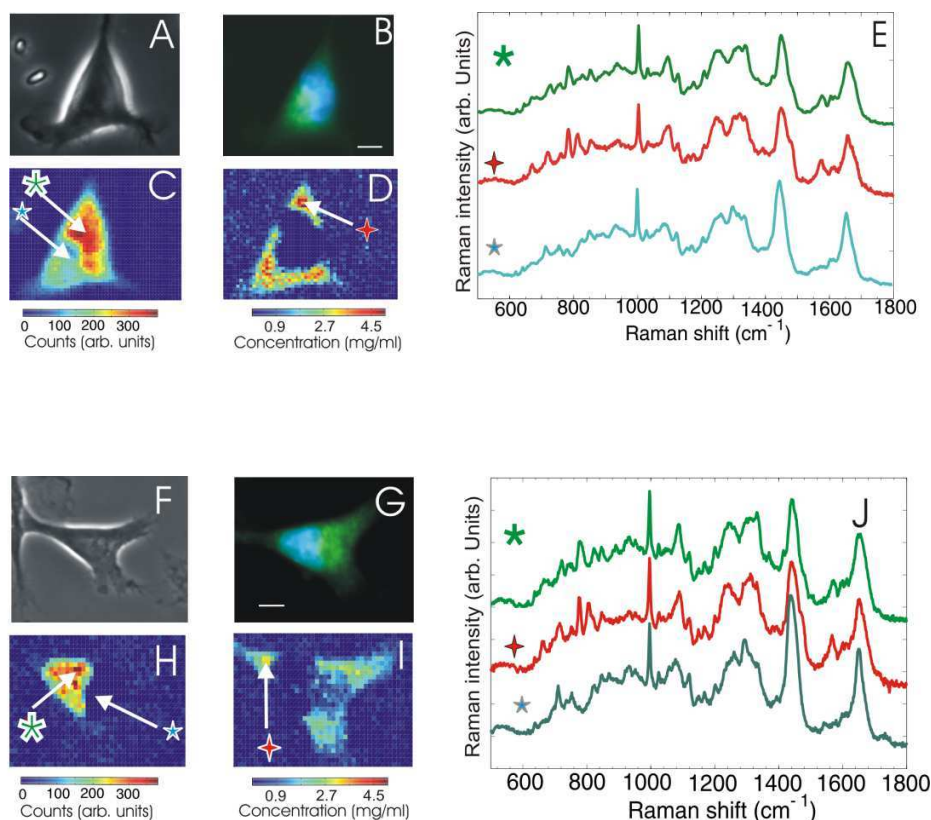 A
B
C
D
0 100 200 300
Counts (arb. units)
0.9 2.7 4.5
Concentration (mg/ml)
E
Raman intensity (arb. Units)
600 800 1000 1200 1400 1600 1800
Raman shift (cm⁻¹)
F
G
H
I
0 100 200 300
Counts (arb. units)
0.9 2.7 4.5
Concentration (mg/ml)
J
Raman intensity (arb. Units)
600 800 1000 1200 1400 1600 1800
Raman shift (cm⁻¹)